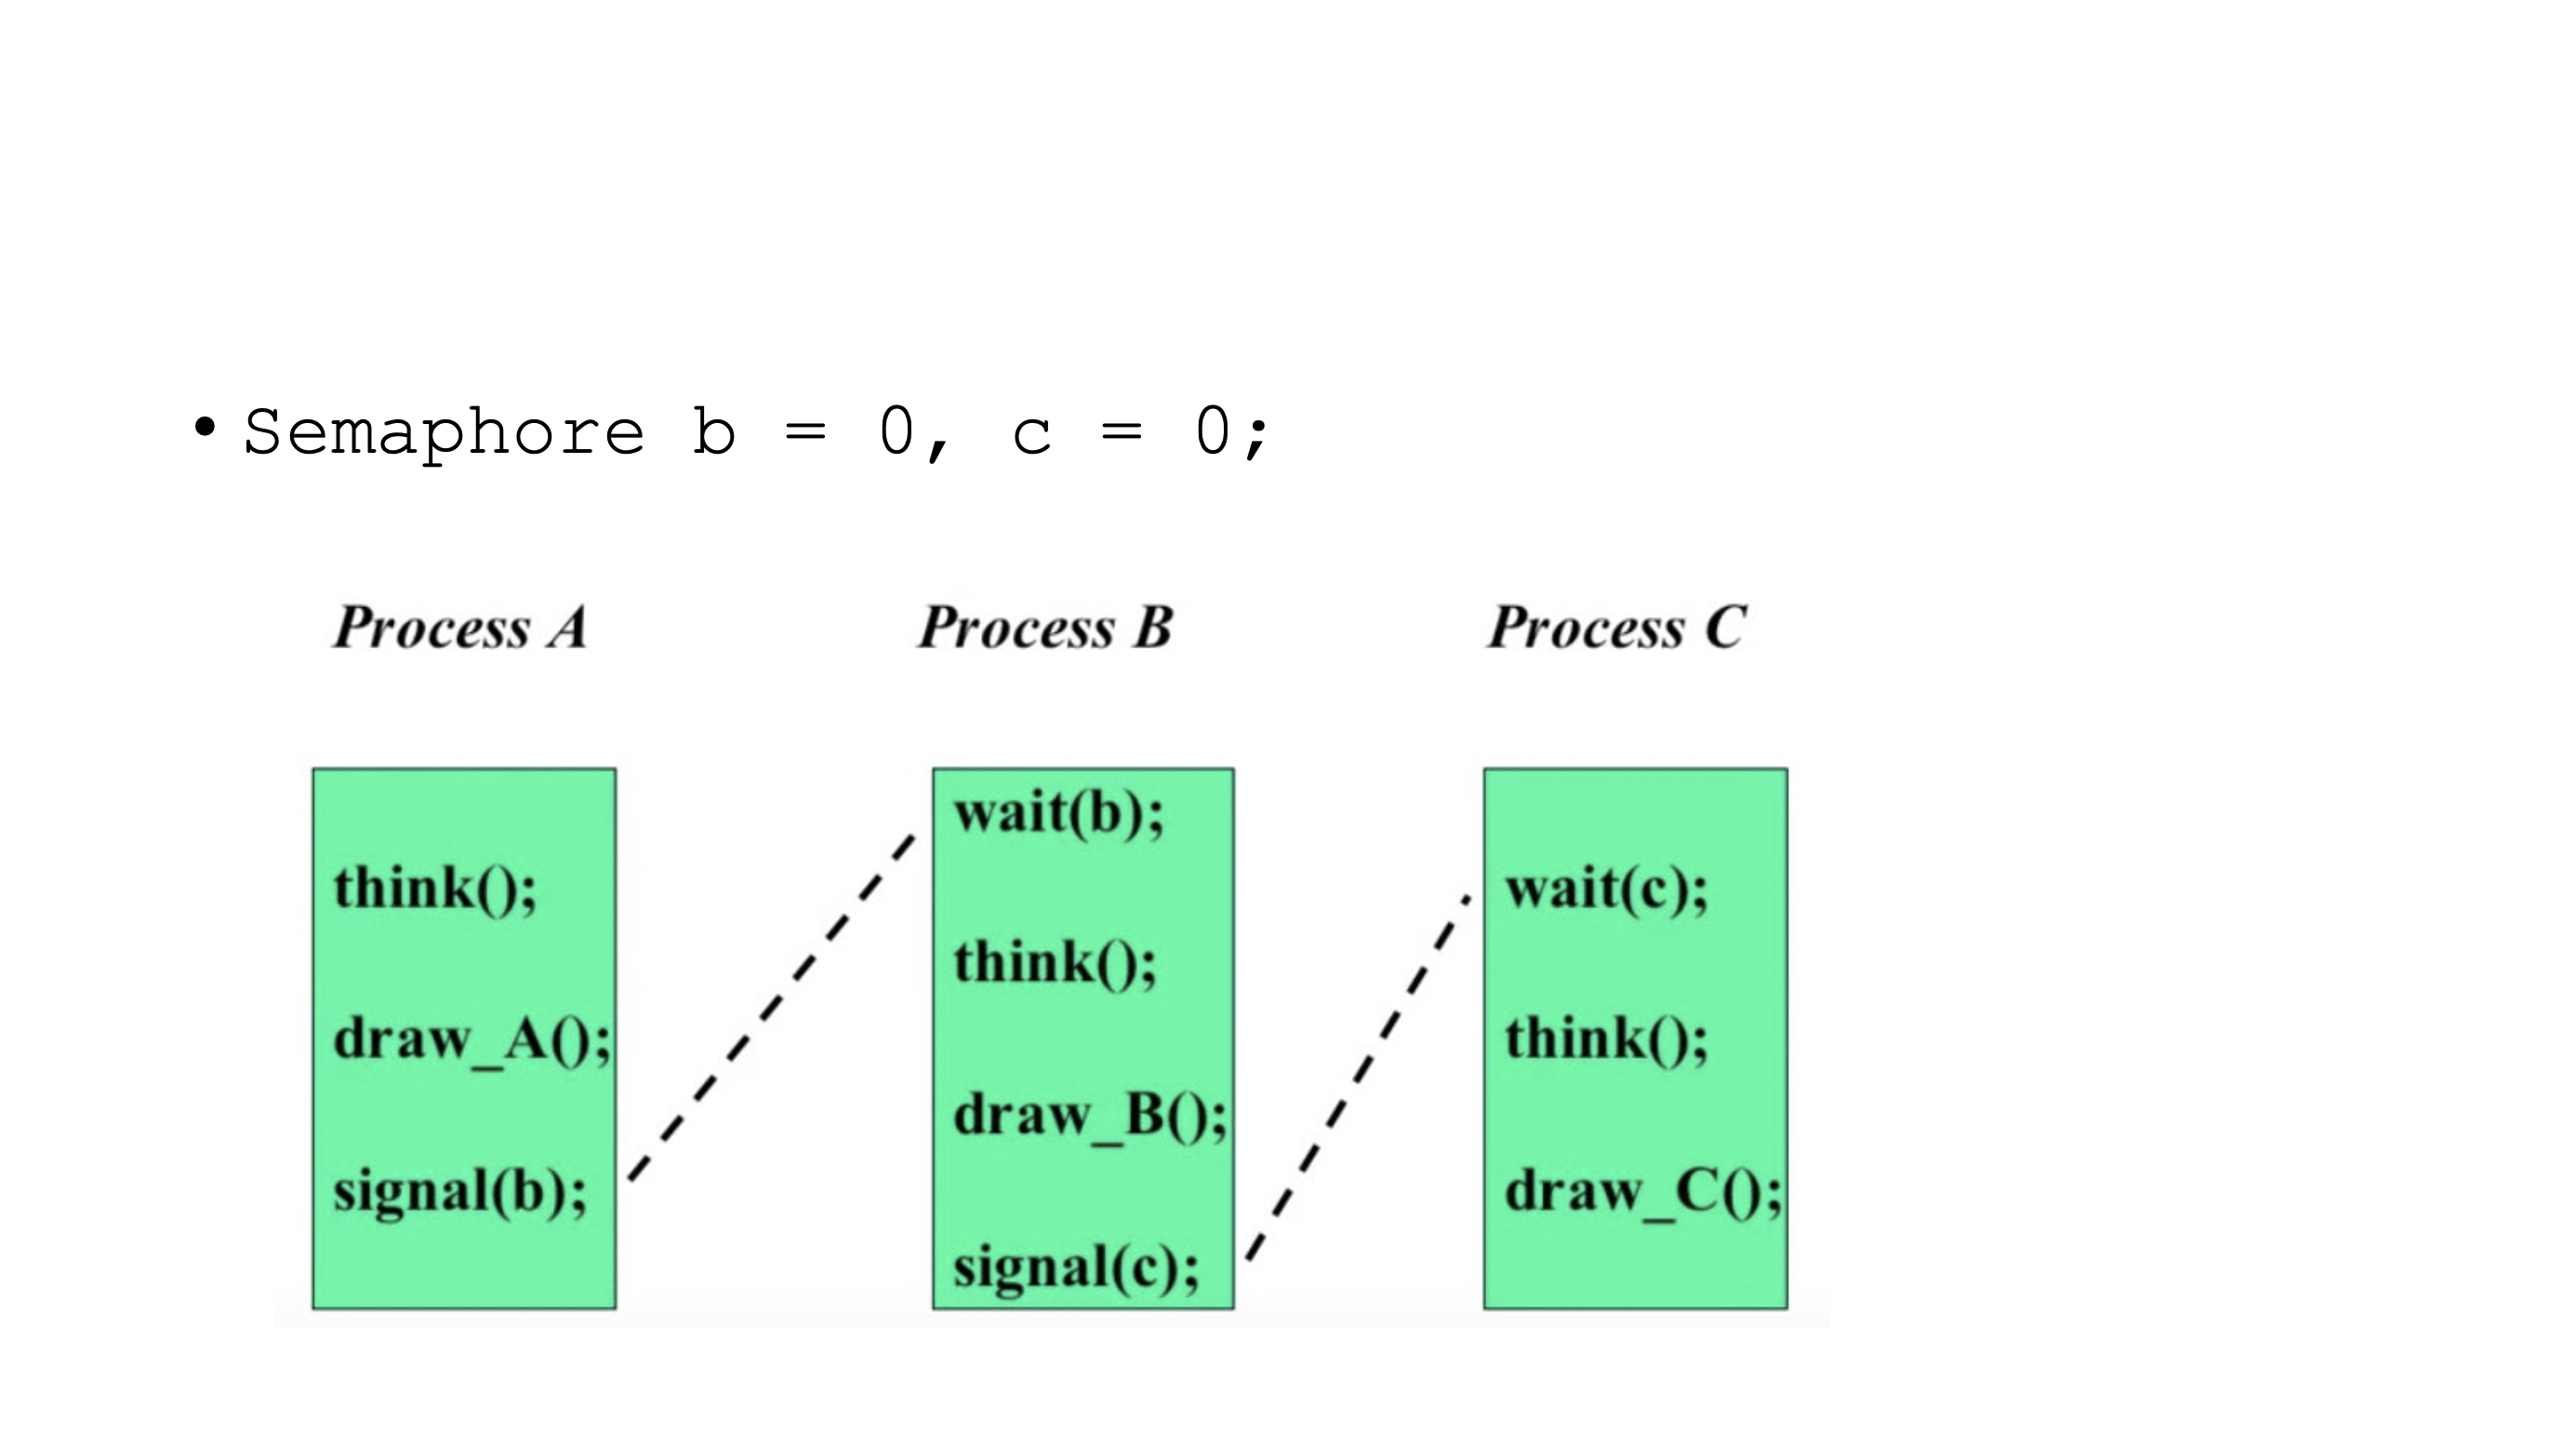 • Semaphore b = 0, c = 0;
Process A
Process B
Process C
think();
draw_A();
signal(b);
wait(b);
think();
draw_B();
signal(c);
wait(c);
think();
draw_C();